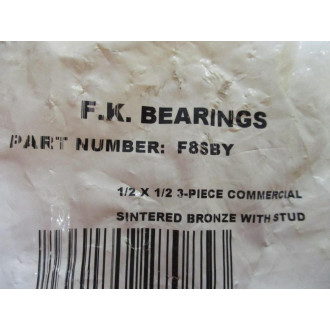 F.K. BEARINGS
PART NUMBER: F8SBY
1/2 X 1/2 3-PIECE COMMERCIAL
SINTERED BRONZE WITH STUD